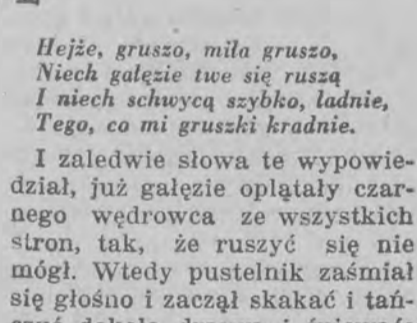 Hejże, gruszo, miła gruszo,
Niech gałęzie twe się ruszą
I niech schwycą szybko, ładnie,
Tego, co mi gruszki kradnie.
I zaledwie słowa te wypowie-
dział, już gałęzie oplątały czar-
nego wędrowca ze wszystkich
stron, tak, że ruszyć się nie
mógł. Wtedy pustelnik zaśmiał
się głośno i zaczął skakać i tań-